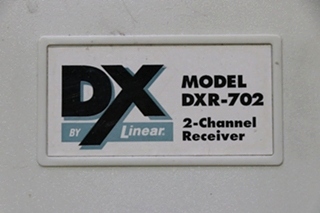 DX
BY Linear.
MODEL
DXR-702
2-Channel
Receiver